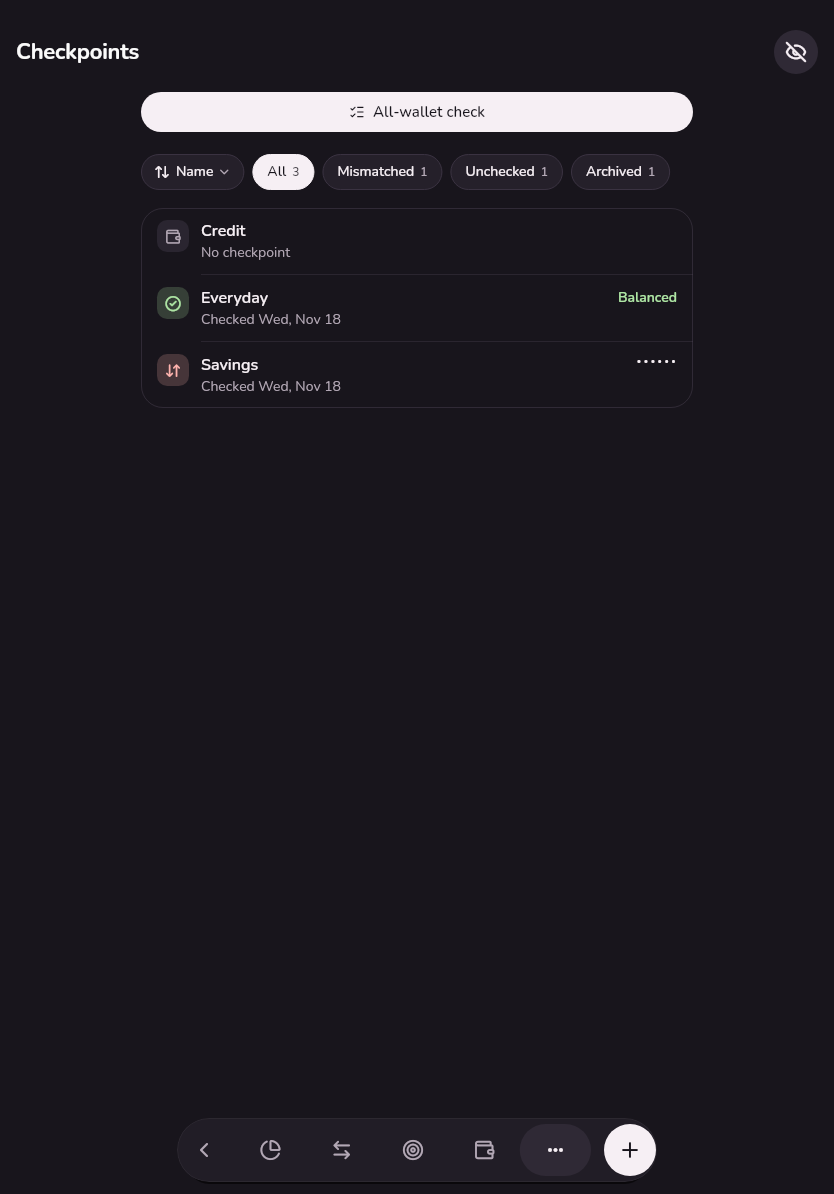 Checkpoints
All-wallet check
Name All 3 Mismatched 1 Unchecked 1 Archived 1
Credit
No checkpoint
Everyday Balanced
Checked Wed, Nov 18
Savings ••••••
Checked Wed, Nov 18